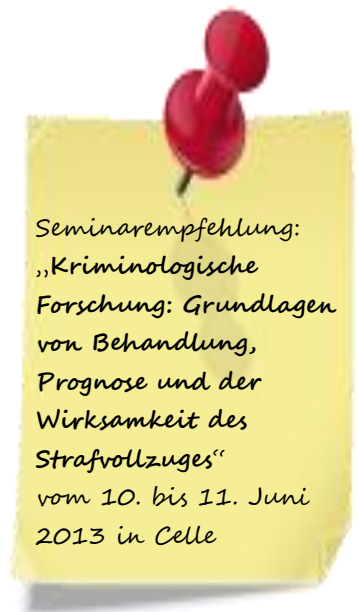 Seminarempfehlung:
„Kriminologische
Forschung: Grundlagen
von Behandlung,
Prognose und der
Wirksamkeit des
Strafvollzuges“
vom 10. bis 11. Juni
2013 in Celle